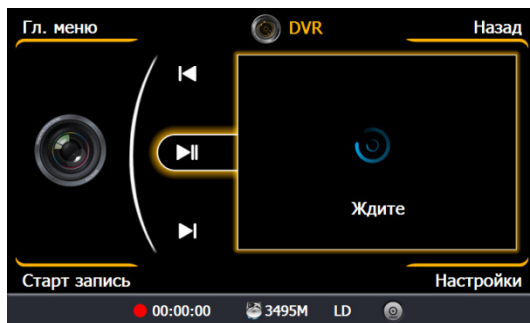 Гл. меню
DVR
Назад
Ждите
Старт запись
Настройки
00:00:00
3495M
LD